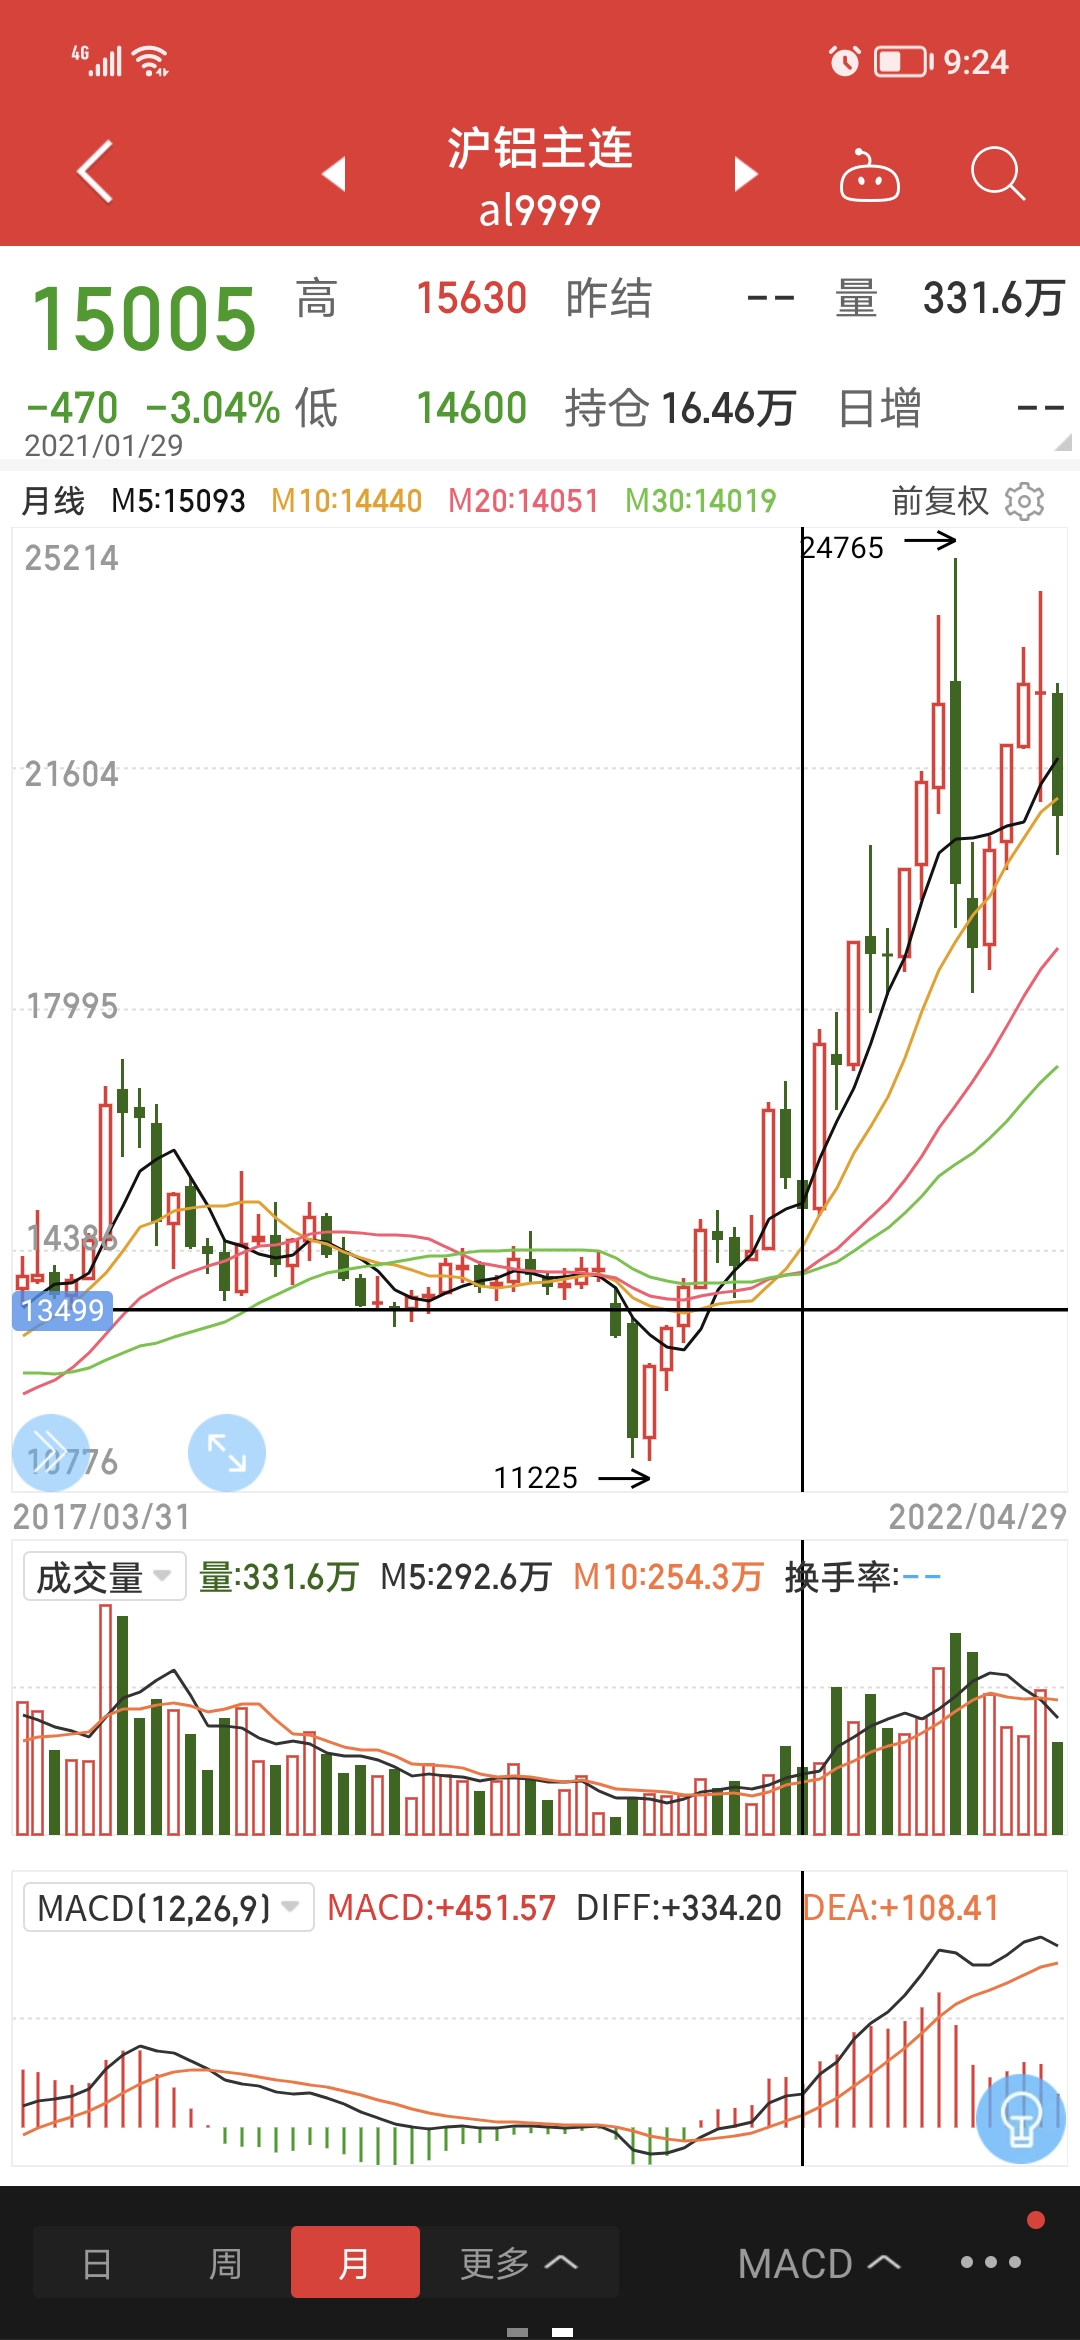 4G 9:24
沪铝主连
al9999
15005 高 15630 昨结 -- 量 331.6万
-470 -3.04% 低 14600 持仓 16.46万 日增 --
2021/01/29
月线 M5:15093 M10:14440 M20:14051 M30:14019 前复权
25214
24765
21604
17995
14386
13499
10776
11225
2017/03/31 2022/04/29
成交量 量:331.6万 M5:292.6万 M10:254.3万 换手率:--
MACD(12,26,9) MACD:+451.57 DIFF:+334.20 DEA:+108.41
日 周 月 更多 MACD